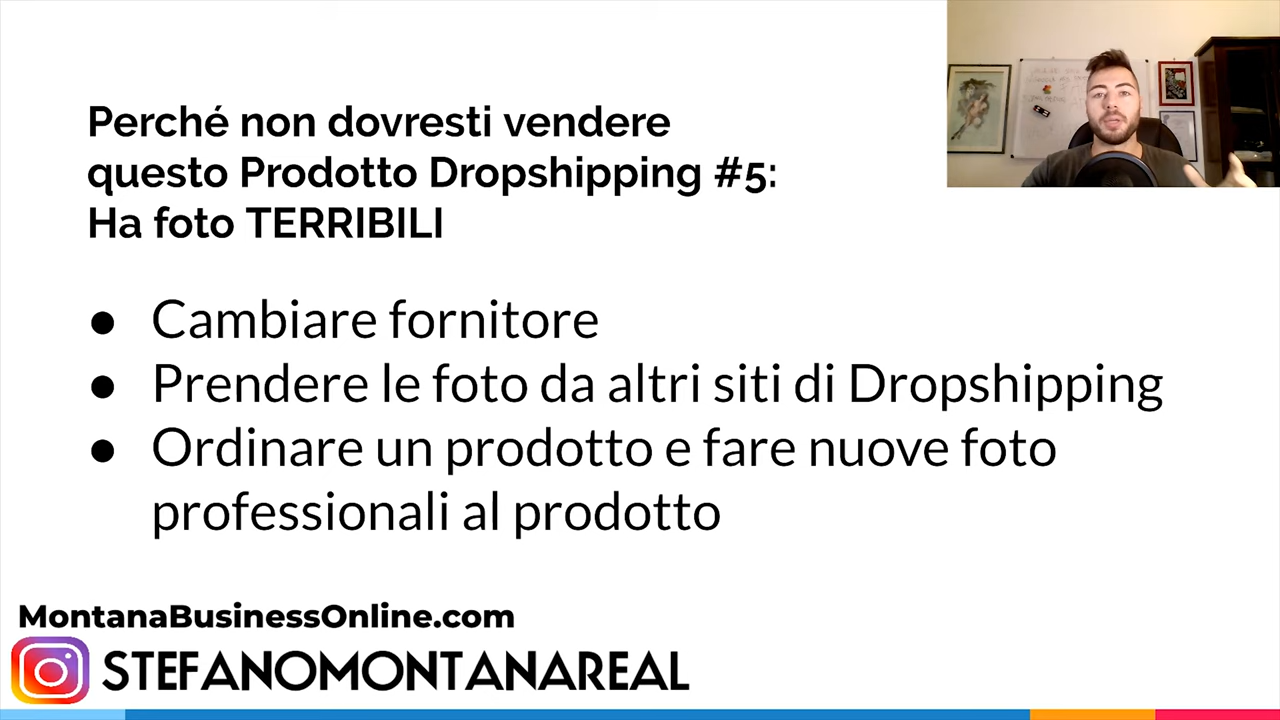 Perché non dovresti vendere
questo Prodotto Dropshipping #5:
Ha foto TERRIBILI
● Cambiare fornitore
● Prendere le foto da altri siti di Dropshipping
● Ordinare un prodotto e fare nuove foto
professionali al prodotto
MontanaBusinessOnline.com
STEFANOMONTANAREAL